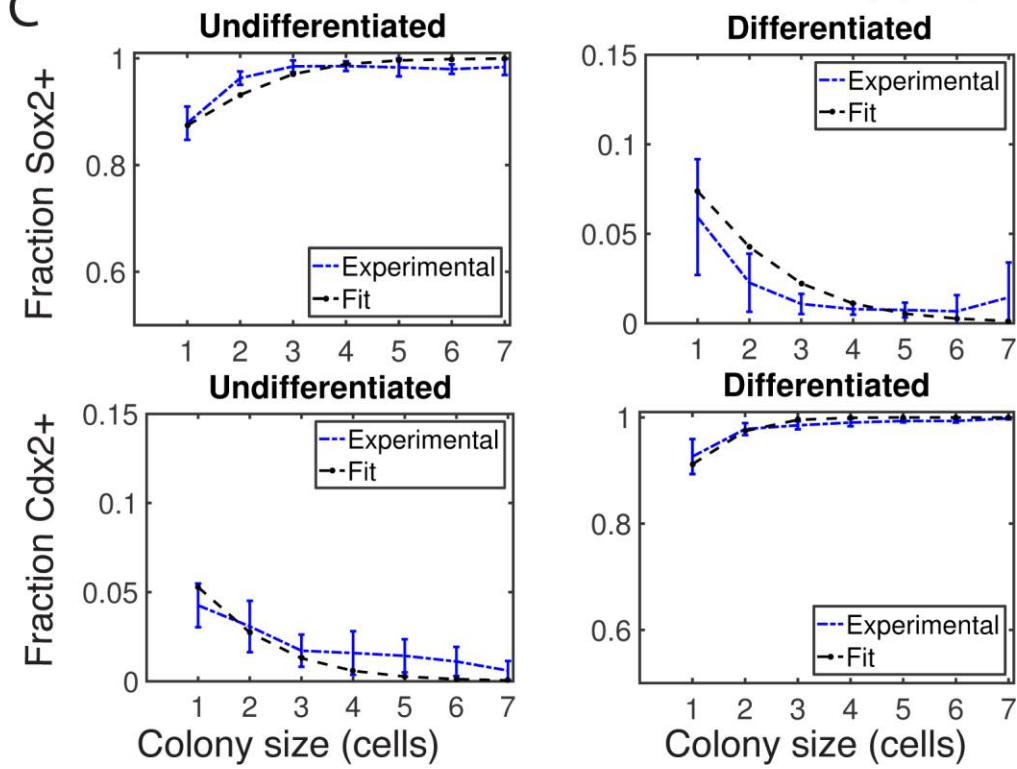 C
Undifferentiated
Fraction Sox2+
1
0.8
0.6
Experimental
Fit
1 2 3 4 5 6 7
Differentiated
0.15
0.1
0.05
0
Experimental
Fit
1 2 3 4 5 6 7
Undifferentiated
Fraction Cdx2+
0.15
0.1
0.05
0
Experimental
Fit
1 2 3 4 5 6 7
Colony size (cells)
Differentiated
1
0.8
0.6
Experimental
Fit
1 2 3 4 5 6 7
Colony size (cells)